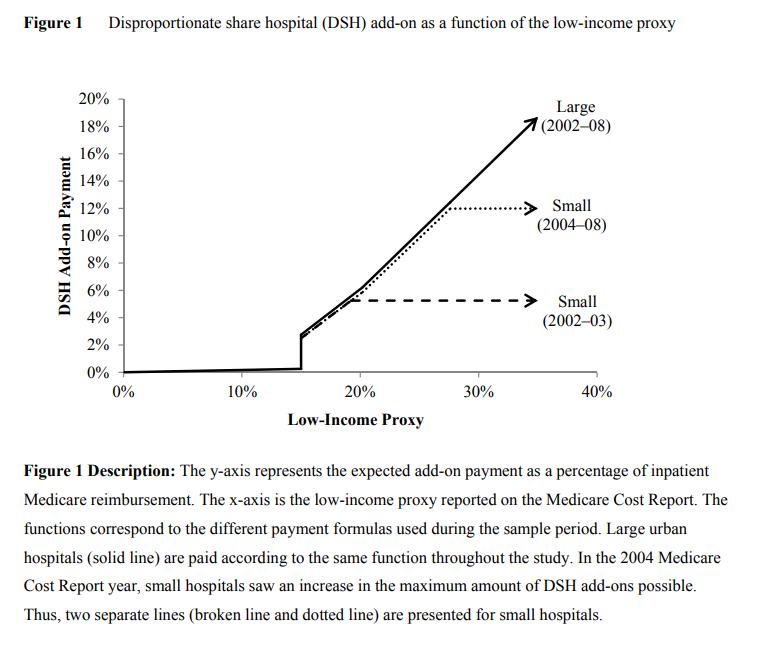 Figure 1 Disproportionate share hospital (DSH) add-on as a function of the low-income proxy
20%
18%
16%
14%
12%
10%
8%
6%
4%
2%
0%
DSH Add-on Payment
Large
(2002–08)
Small
(2004–08)
Small
(2002–03)
0% 10% 20% 30% 40%
Low-Income Proxy
Figure 1 Description: The y-axis represents the expected add-on payment as a percentage of inpatient
Medicare reimbursement. The x-axis is the low-income proxy reported on the Medicare Cost Report. The
functions correspond to the different payment formulas used during the sample period. Large urban
hospitals (solid line) are paid according to the same function throughout the study. In the 2004 Medicare
Cost Report year, small hospitals saw an increase in the maximum amount of DSH add-ons possible.
Thus, two separate lines (broken line and dotted line) are presented for small hospitals.